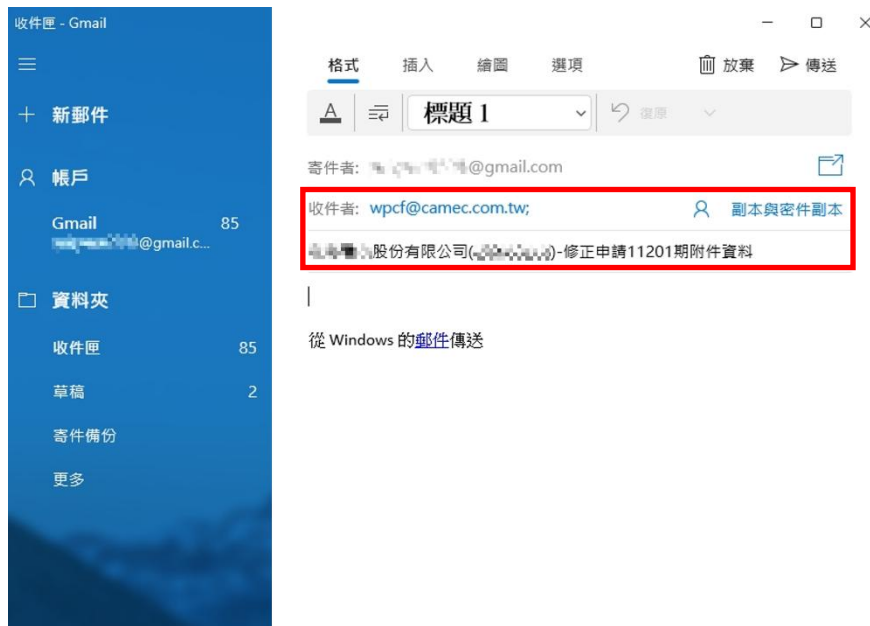 收件匣 - Gmail
新郵件
帳戶
Gmail 85
@gmail.c...
資料夾
收件匣 85
草稿 2
寄件備份
更多
格式 插入 繪圖 選項 放棄 傳送
A 標題 1 復原
寄件者: @gmail.com
收件者: wpcf@camec.com.tw; 副本與密件副本
股份有限公司( )-修正申請11201期附件資料
從 Windows 的郵件傳送